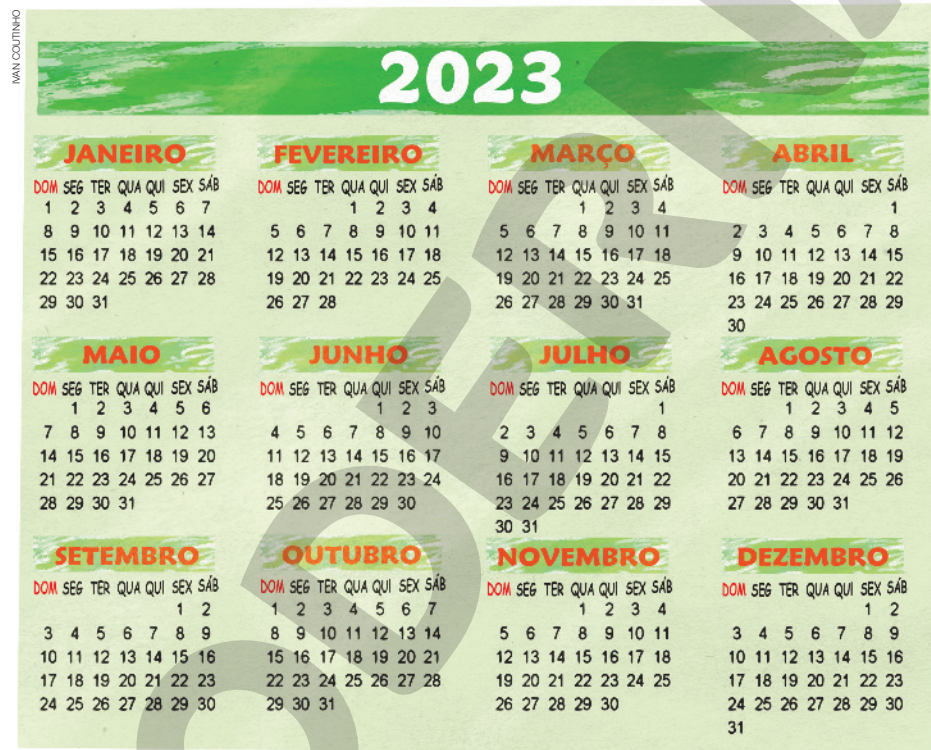 IVAN COUTINHO
2023
JANEIRO FEVEREIRO MARÇO ABRIL
DOM SEG TER QUA QUI SEX SÁB DOM SEG TER QUA QUI SEX SÁB DOM SEG TER QUA QUI SEX SÁB DOM SEG TER QUA QUI SEX SÁB
1 2 3 4 5 6 7 1 2 3 4 1 2 3 4 1
8 9 10 11 12 13 14 5 6 7 8 9 10 11 5 6 7 8 9 10 11 2 3 4 5 6 7 8
15 16 17 18 19 20 21 12 13 14 15 16 17 18 12 13 14 15 16 17 18 9 10 11 12 13 14 15
22 23 24 25 26 27 28 19 20 21 22 23 24 25 19 20 21 22 23 24 25 16 17 18 19 20 21 22
29 30 31 26 27 28 26 27 28 29 30 31 23 24 25 26 27 28 29
30
MAIO JUNHO JULHO AGOSTO
DOM SEG TER QUA QUI SEX SÁB DOM SEG TER QUA QUI SEX SÁB DOM SEG TER QUA QUI SEX SÁB DOM SEG TER QUA QUI SEX SÁB
1 2 3 4 5 6 1 2 3 1 1 2 3 4 5
7 8 9 10 11 12 13 4 5 6 7 8 9 10 2 3 4 5 6 7 8 6 7 8 9 10 11 12
14 15 16 17 18 19 20 11 12 13 14 15 16 17 9 10 11 12 13 14 15 13 14 15 16 17 18 19
21 22 23 24 25 26 27 18 19 20 21 22 23 24 16 17 18 19 20 21 22 20 21 22 23 24 25 26
28 29 30 31 25 26 27 28 29 30 23 24 25 26 27 28 29 27 28 29 30 31
30 31
SETEMBRO OUTUBRO NOVEMBRO DEZEMBRO
DOM SEG TER QUA QUI SEX SÁB DOM SEG TER QUA QUI SEX SÁB DOM SEG TER QUA QUI SEX SÁB DOM SEG TER QUA QUI SEX SÁB
1 2 1 2 3 4 5 6 7 1 2 3 4 1 2
3 4 5 6 7 8 9 8 9 10 11 12 13 14 5 6 7 8 9 10 11 3 4 5 6 7 8 9
10 11 12 13 14 15 16 15 16 17 18 19 20 21 12 13 14 15 16 17 18 10 11 12 13 14 15 16
17 18 19 20 21 22 23 22 23 24 25 26 27 28 19 20 21 22 23 24 25 17 18 19 20 21 22 23
24 25 26 27 28 29 30 29 30 31 26 27 28 29 30 24 25 26 27 28 29 30
31